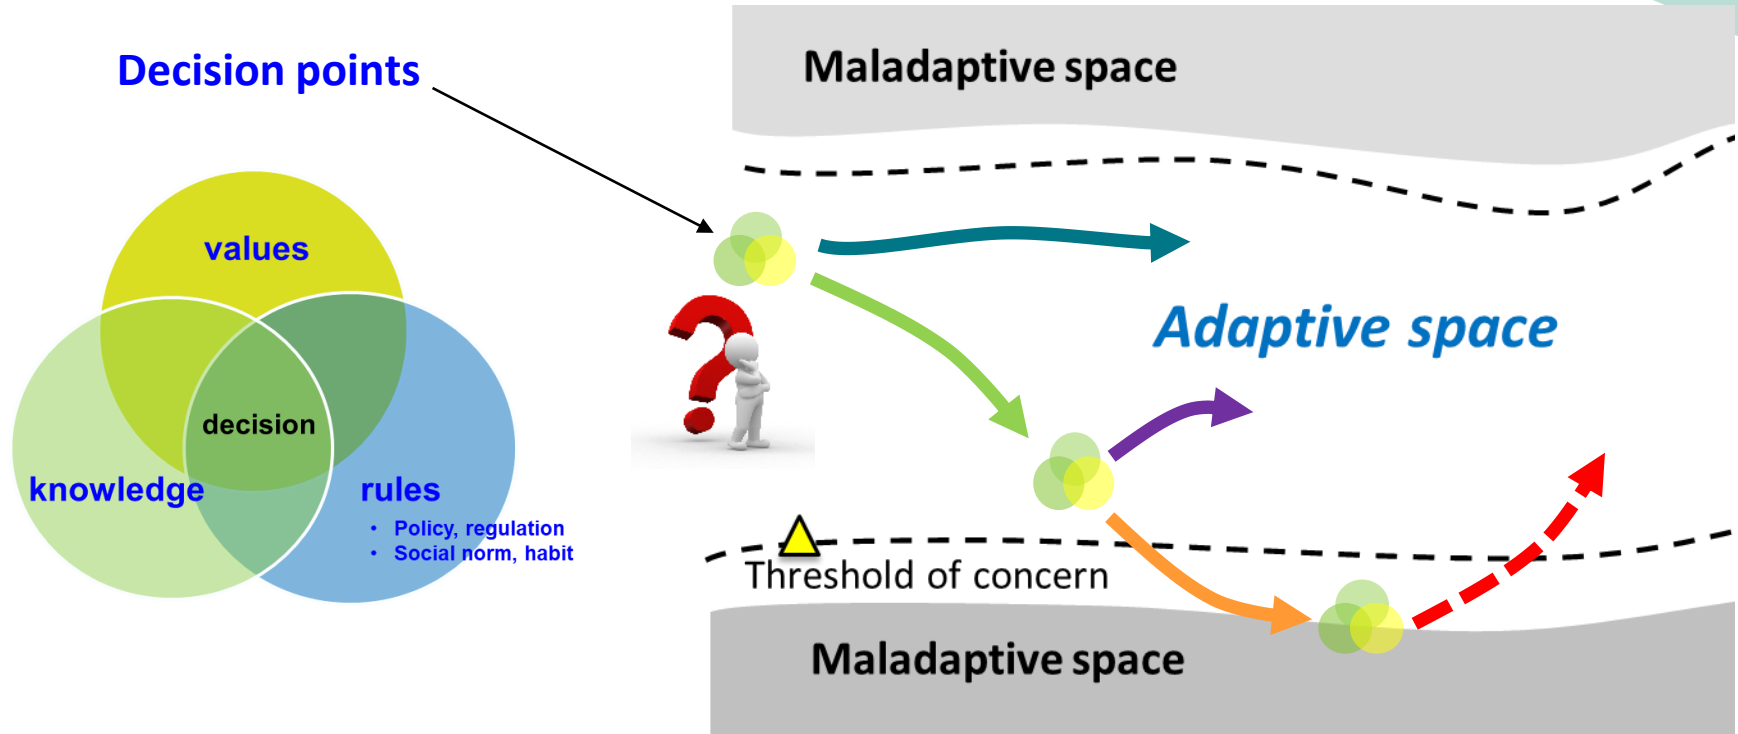 Decision points
values
decision
knowledge
rules
• Policy, regulation
• Social norm, habit
Maladaptive space
Adaptive space
Threshold of concern
Maladaptive space